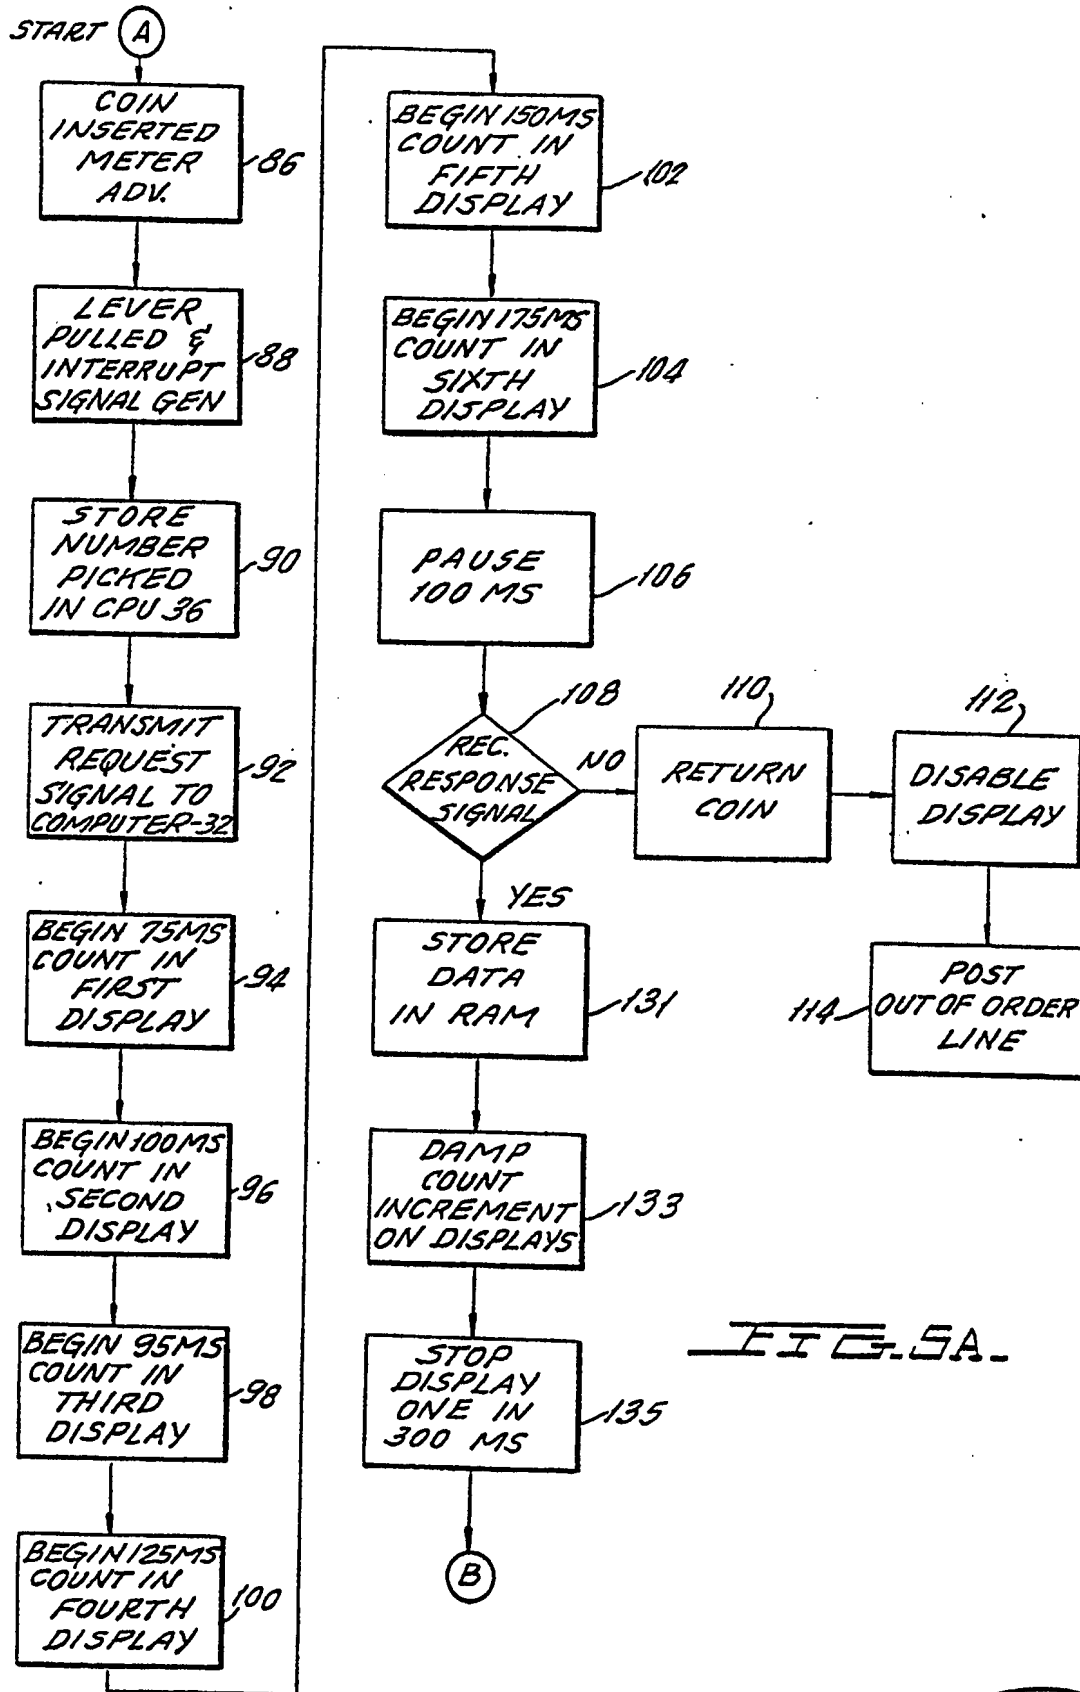 START A
COIN
INSERTED
METER
ADV.
86
LEVER
PULLED &
INTERRUPT
SIGNAL GEN
88
STORE
NUMBER
PICKED
IN CPU 36
90
TRANSMIT
REQUEST
SIGNAL TO
COMPUTER-32
92
BEGIN 75MS
COUNT IN
FIRST
DISPLAY
94
BEGIN 100MS
COUNT IN
SECOND
DISPLAY
96
BEGIN 95MS
COUNT IN
THIRD
DISPLAY
98
BEGIN 125MS
COUNT IN
FOURTH
DISPLAY
100
BEGIN 150MS
COUNT IN
FIFTH
DISPLAY
102
BEGIN 175MS
COUNT IN
SIXTH
DISPLAY
104
PAUSE
100 MS
106
REC.
RESPONSE
SIGNAL
108
NO
RETURN
COIN
110
DISABLE
DISPLAY
112
POST
OUT OF ORDER
LINE
114
YES
STORE
DATA
IN RAM
131
DAMP
COUNT
INCREMENT
ON DISPLAYS
133
STOP
DISPLAY
ONE IN
300 MS
135
B
FIG. 5A.